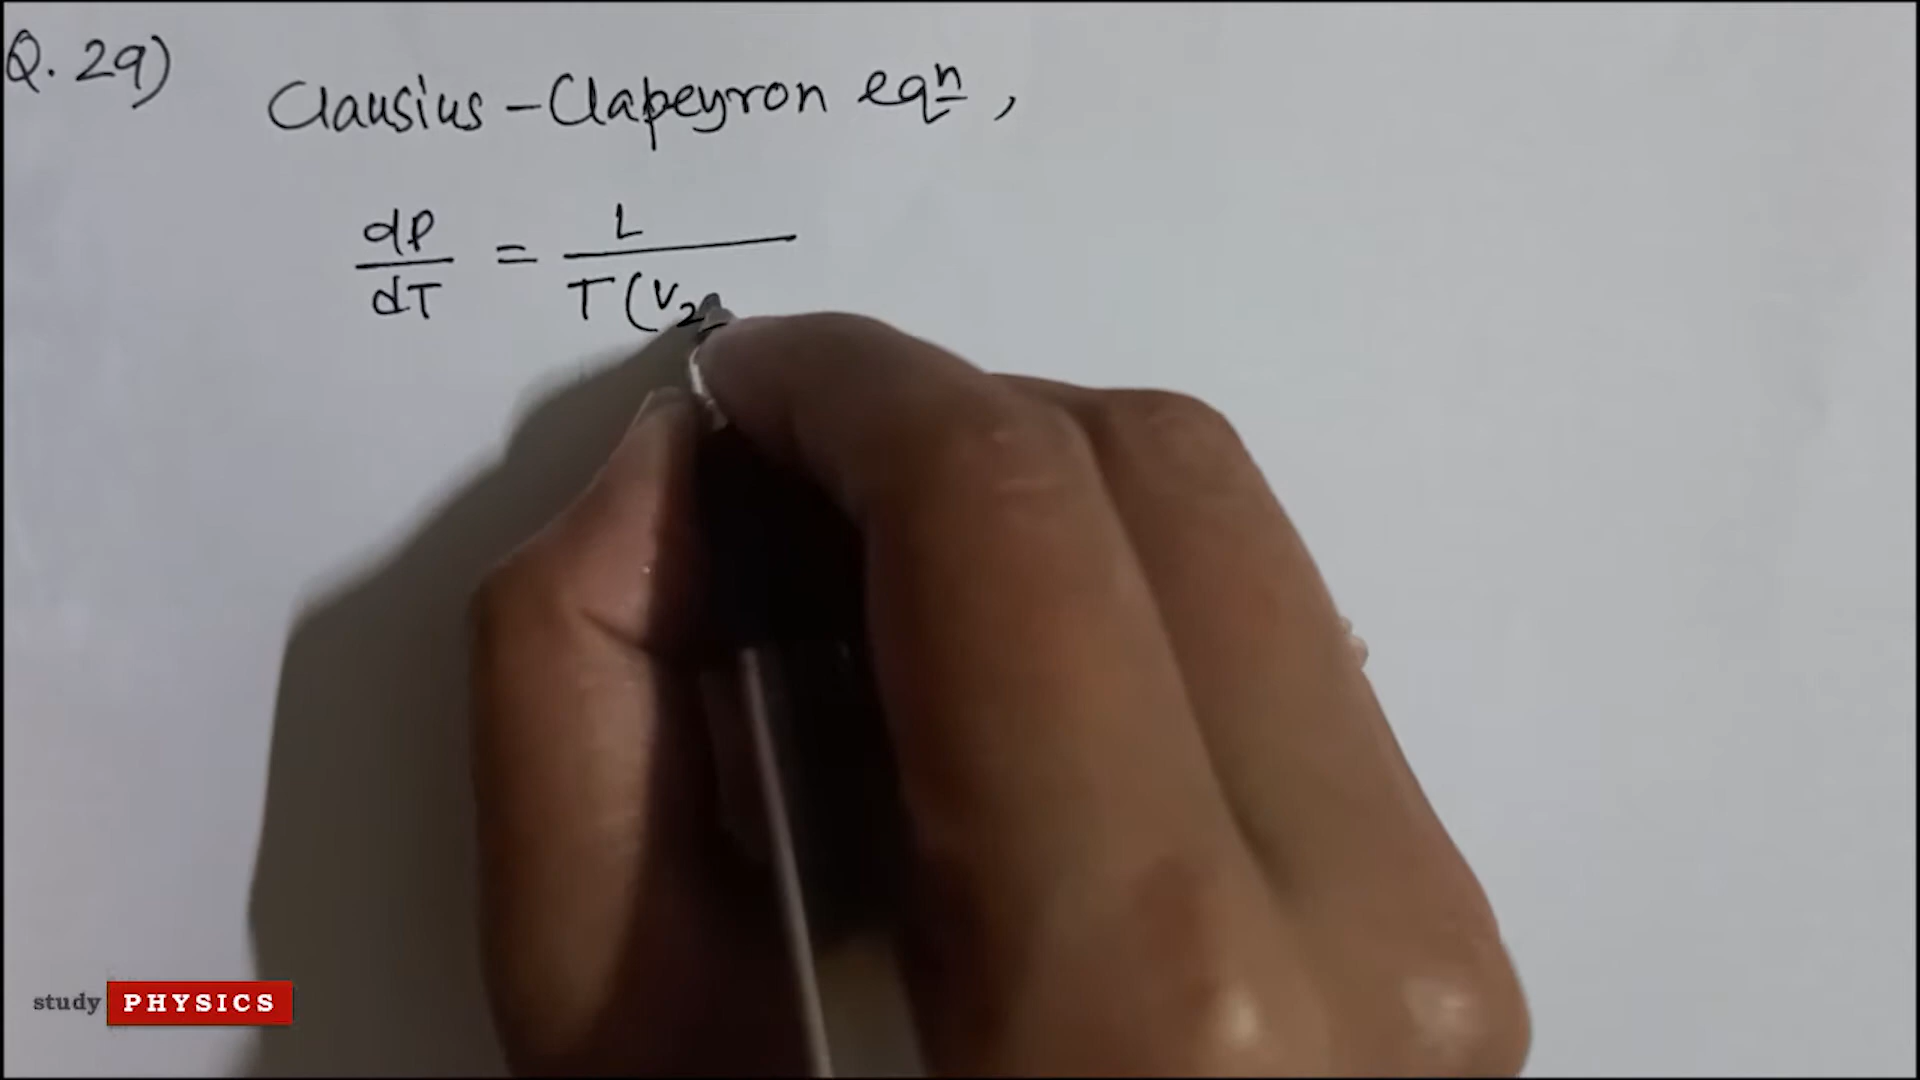 Q. 29)
Clausius - Clapeyron eqn,
dP/dT = L/T(V2
study PHYSICS